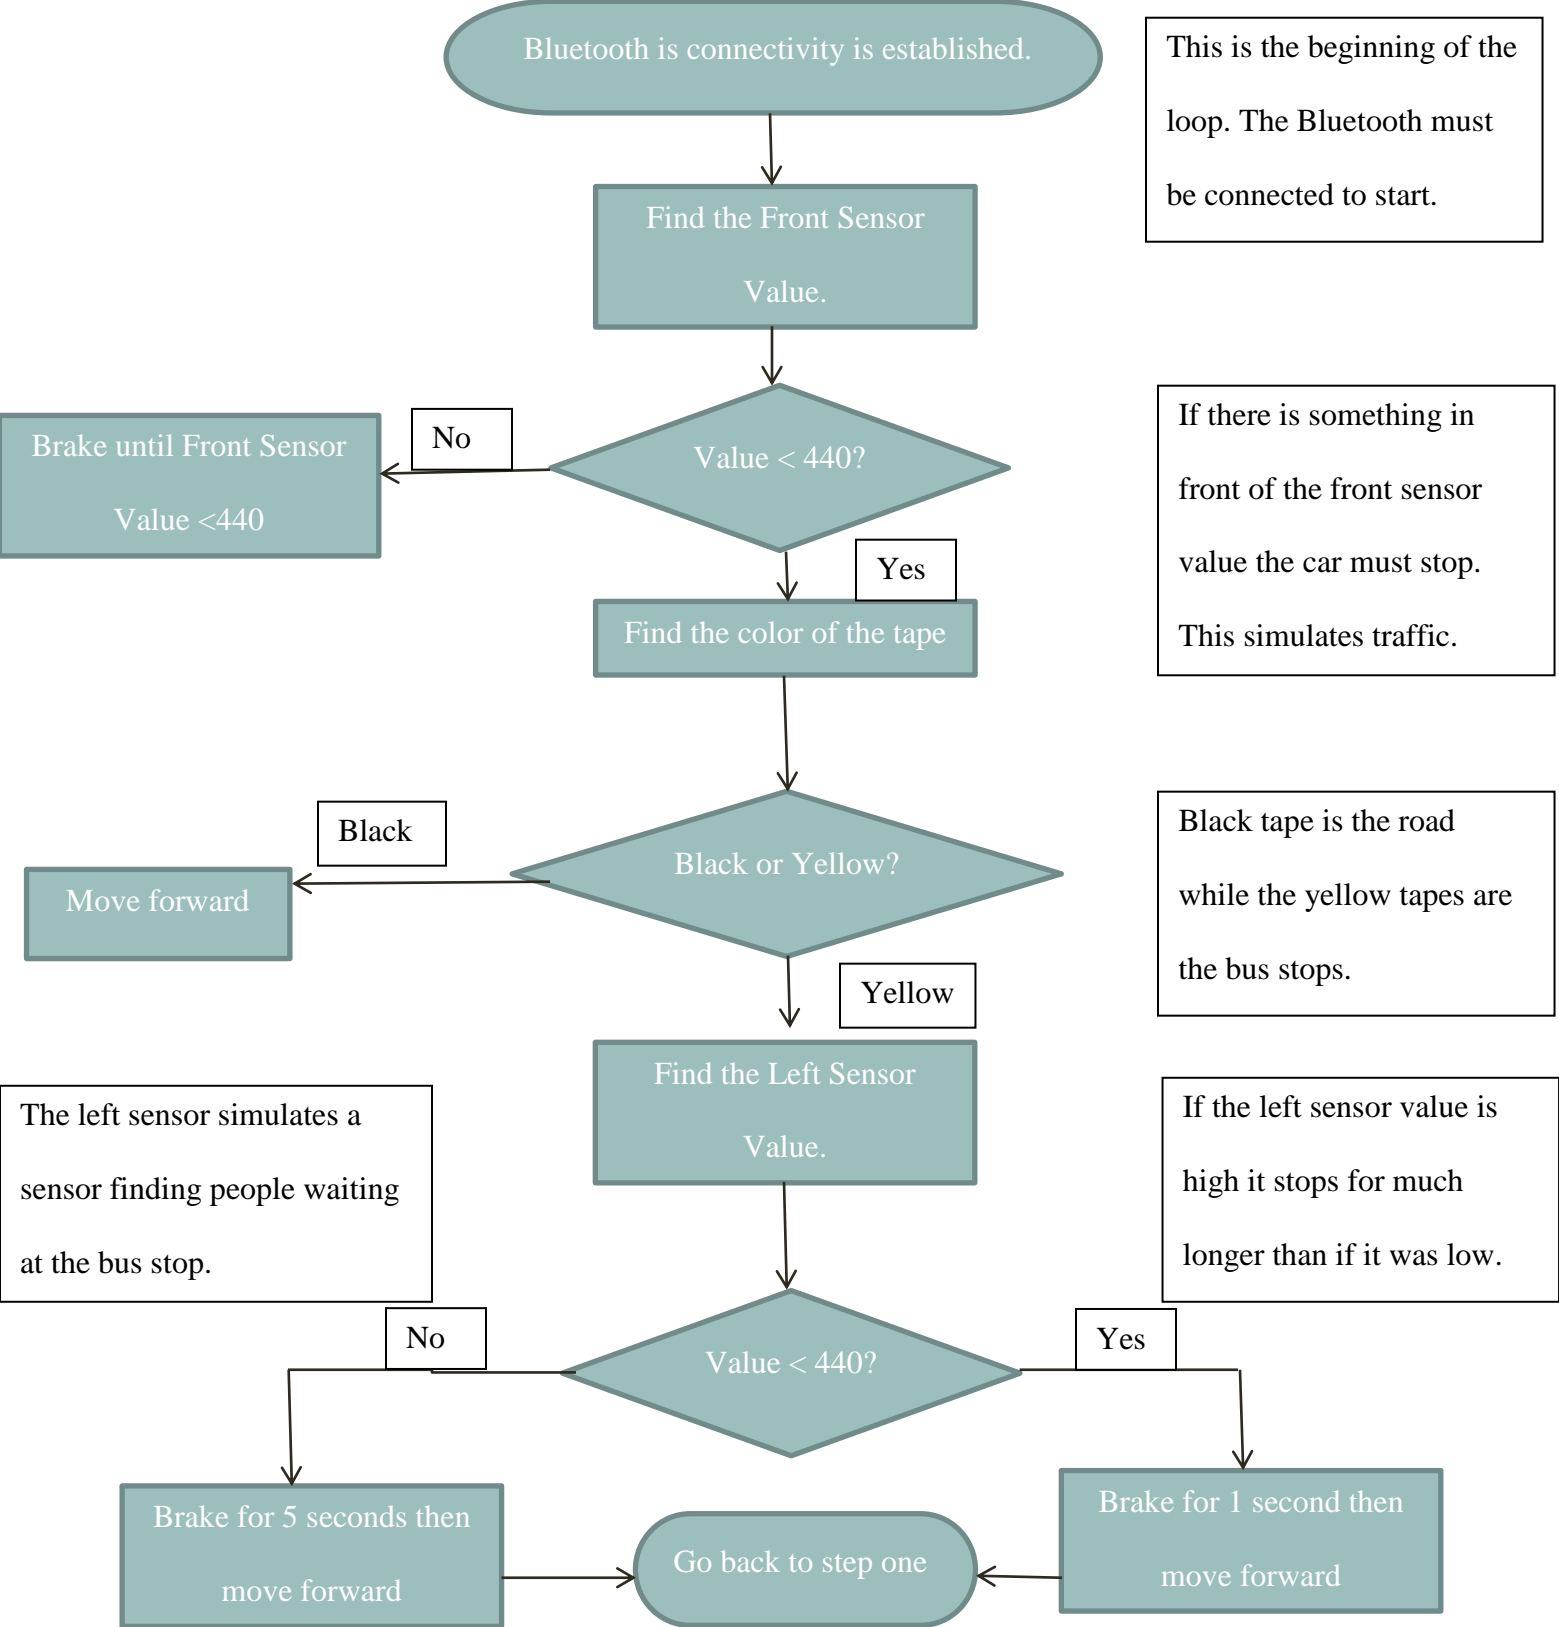 Bluetooth is connectivity is established.
This is the beginning of the
loop. The Bluetooth must
be connected to start.
Find the Front Sensor
Value.
Value < 440?
No
Brake until Front Sensor
Value <440
If there is something in
front of the front sensor
value the car must stop.
This simulates traffic.
Yes
Find the color of the tape
Black or Yellow?
Black
Move forward
Black tape is the road
while the yellow tapes are
the bus stops.
Yellow
Find the Left Sensor
Value.
The left sensor simulates a
sensor finding people waiting
at the bus stop.
If the left sensor value is
high it stops for much
longer than if it was low.
Value < 440?
No
Yes
Brake for 5 seconds then
move forward
Brake for 1 second then
move forward
Go back to step one